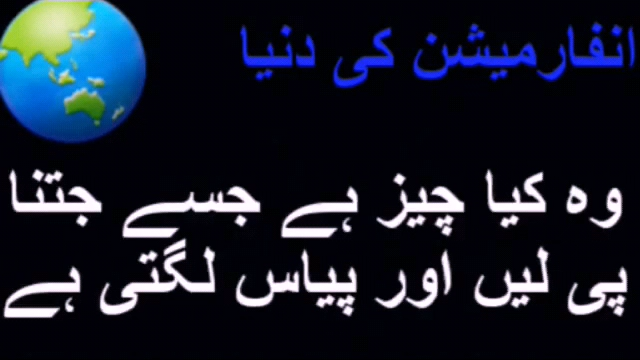 انفارمیشن کی دنیا
وہ کیا چیز ہے جسے جتنا
پی لیں اور پیاس لگتی ہے